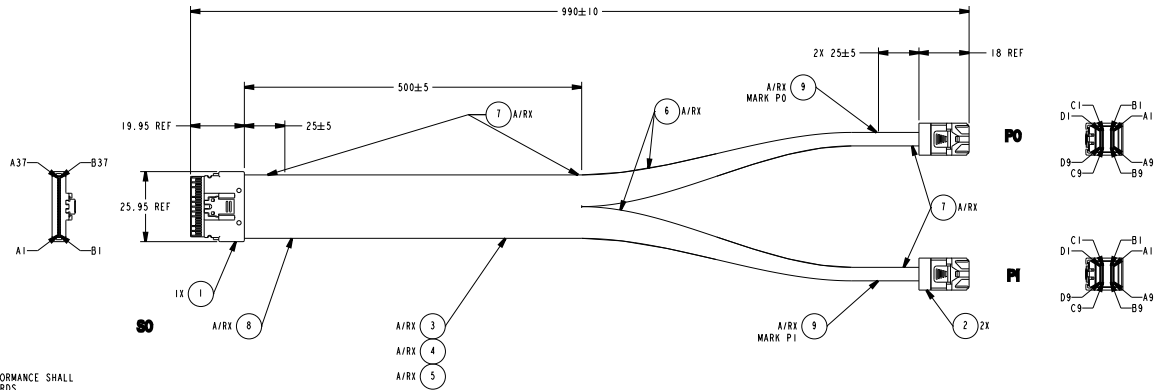 990±10
2X 25±5
18 REF
A/RX 9
MARK P0
500±5
7 A/RX
6 A/RX
19.95 REF
25±5
C1
B1
D1
A1
P0
D9
A9
C9
B9
A37
B37
25.95 REF
A1
B1
7 A/RX
C1
B1
D1
A1
P1
D9
A9
C9
B9
1X 1
S0
A/RX 8
A/RX 3
A/RX 4
A/RX 5
A/RX 9
MARK P1
2 2X
ORMANCE SHALL